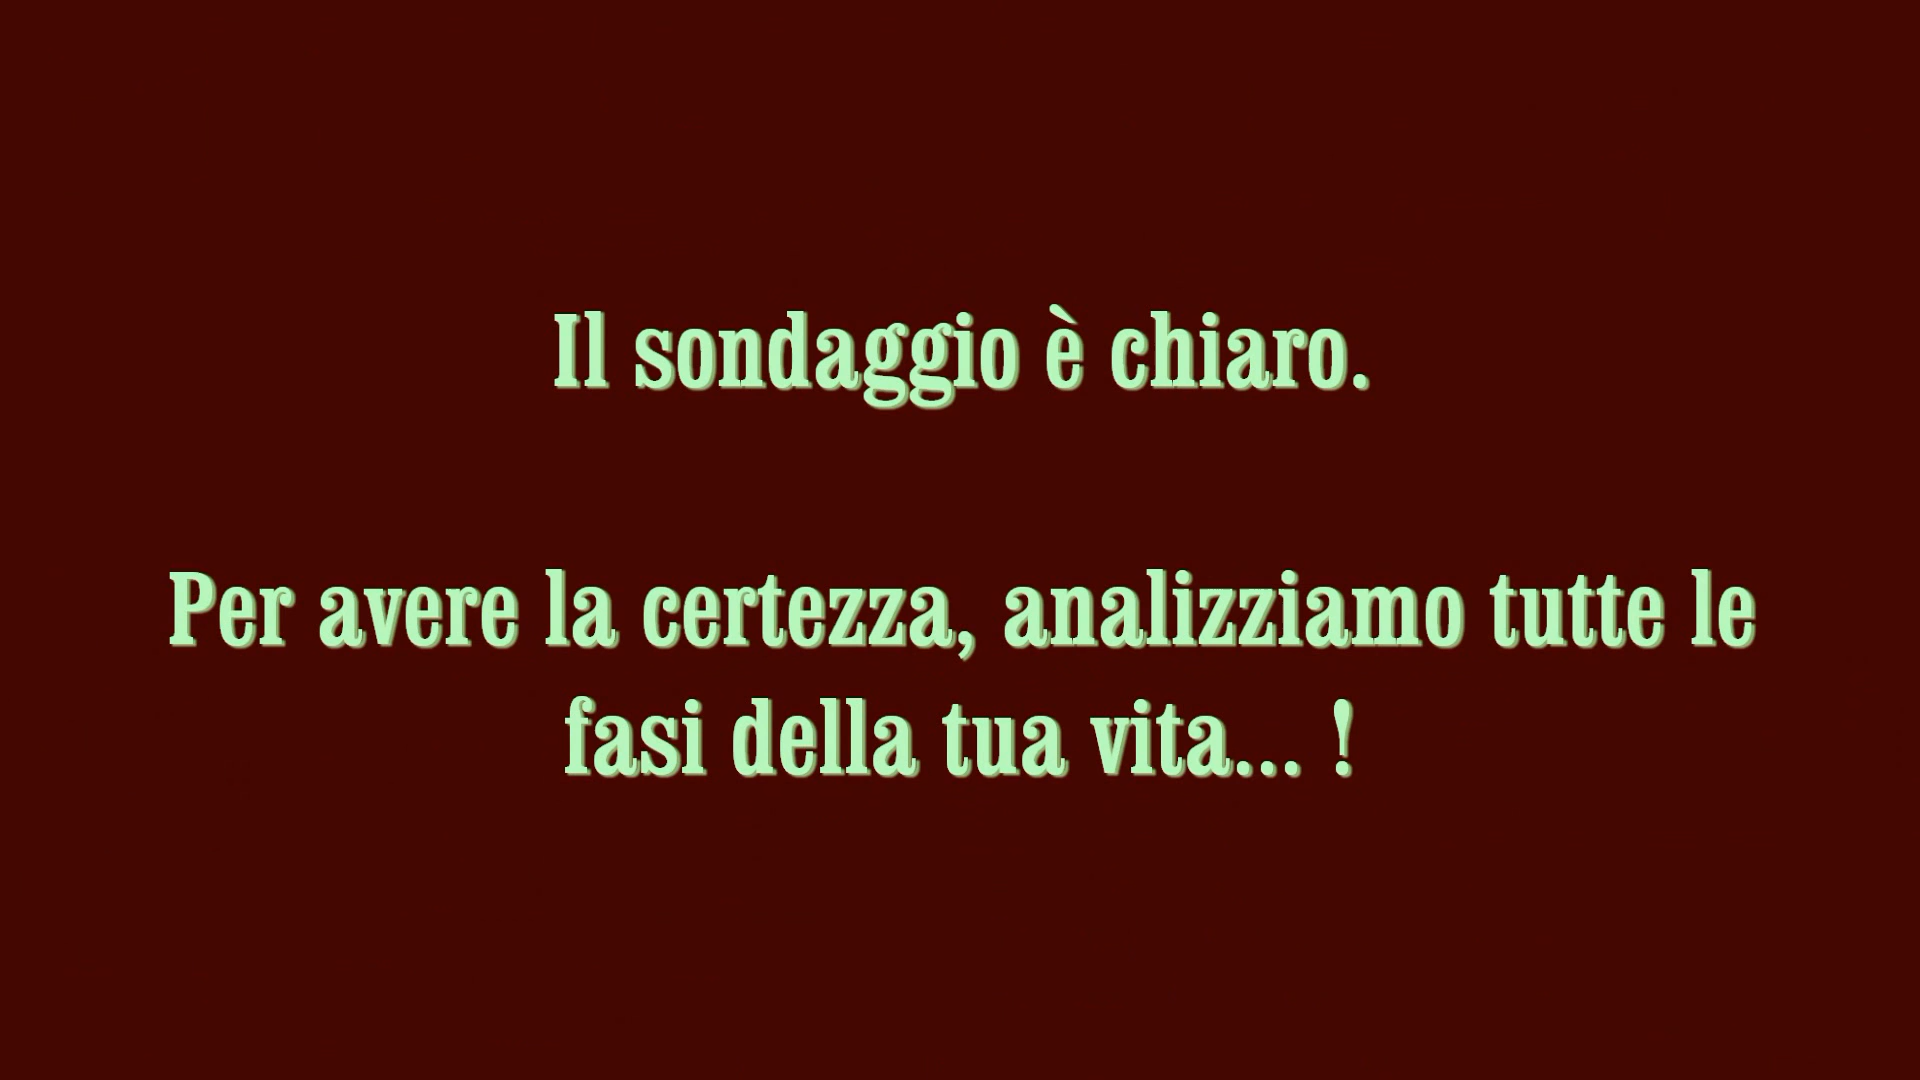 Il sondaggio è chiaro.
Per avere la certezza, analizziamo tutte le
fasi della tua vita... !